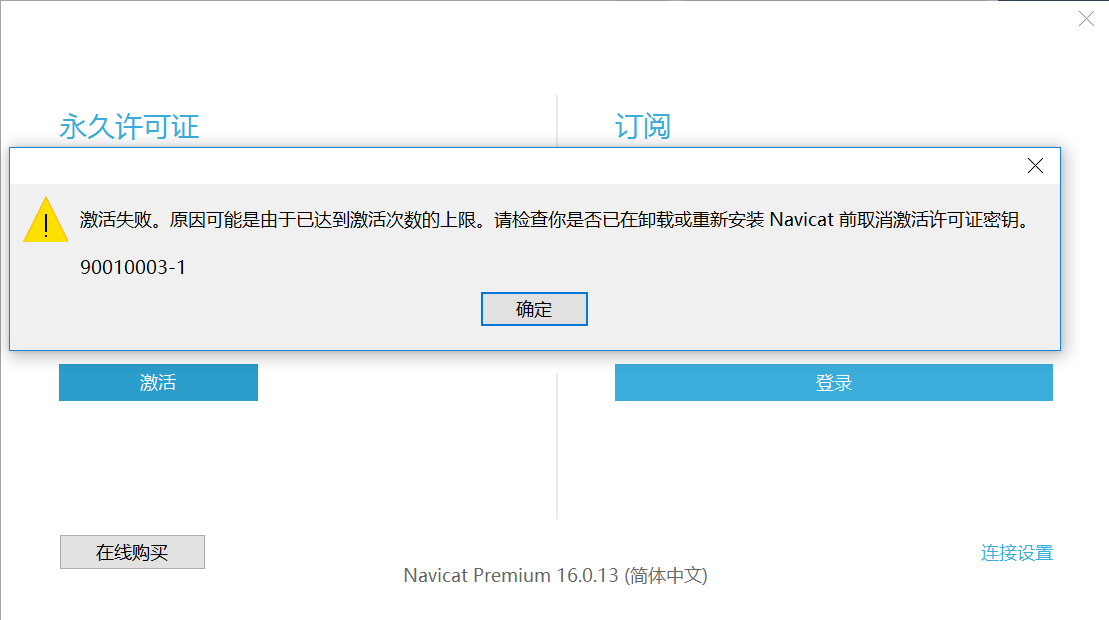 永久许可证
订阅
激活失败。原因可能是由于已达到激活次数的上限。请检查你是否已在卸载或重新安装 Navicat 前取消激活许可证密钥。
90010003-1
确定
激活
登录
在线购买
连接设置
Navicat Premium 16.0.13 (简体中文)